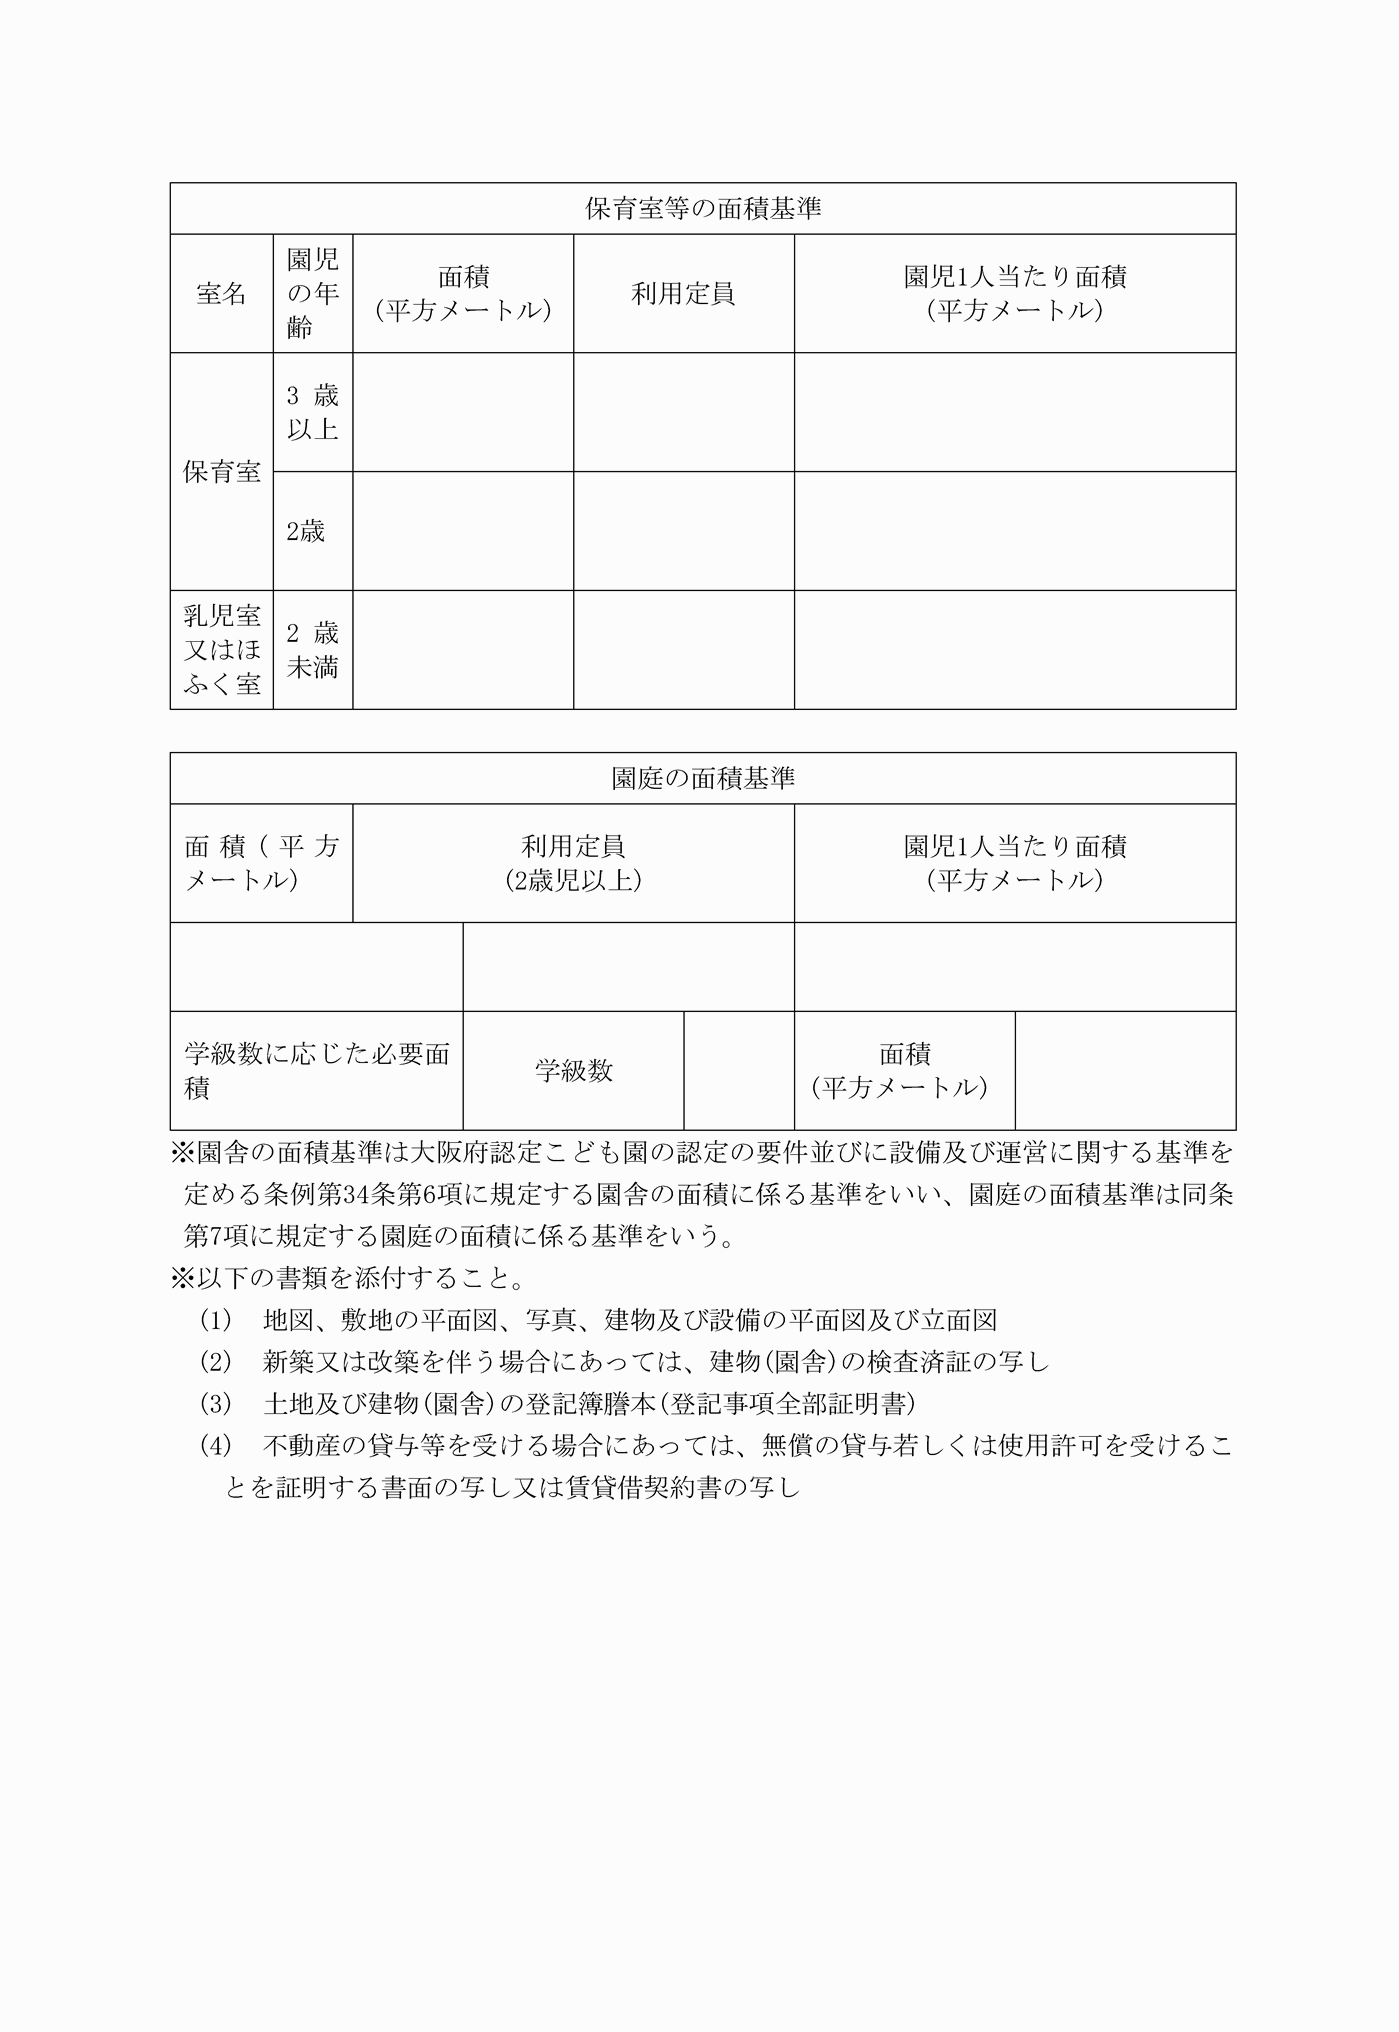 保育室等の面積基準
室名
園児
の年
齢
面積
(平方メートル)
利用定員
園児1人当たり面積
(平方メートル)
保育室
3 歳
以上
2歳
乳児室
又はほ
ふく室
2 歳
未満
園庭の面積基準
面積(平方
メートル)
利用定員
(2歳児以上)
園児1人当たり面積
(平方メートル)
学級数に応じた必要面
積
学級数
面積
(平方メートル)
※園舎の面積基準は大阪府認定こども園の認定の要件並びに設備及び運営に関する基準を
定める条例第34条第6項に規定する園舎の面積に係る基準をいい、園庭の面積基準は同条
第7項に規定する園庭の面積に係る基準をいう。
※以下の書類を添付すること。
(1) 地図、敷地の平面図、写真、建物及び設備の平面図及び立面図
(2) 新築又は改築を伴う場合にあっては、建物(園舎)の検査済証の写し
(3) 土地及び建物(園舎)の登記簿謄本(登記事項全部証明書)
(4) 不動産の貸与等を受ける場合にあっては、無償の貸与若しくは使用許可を受けるこ
とを証明する書面の写し又は賃貸借契約書の写し